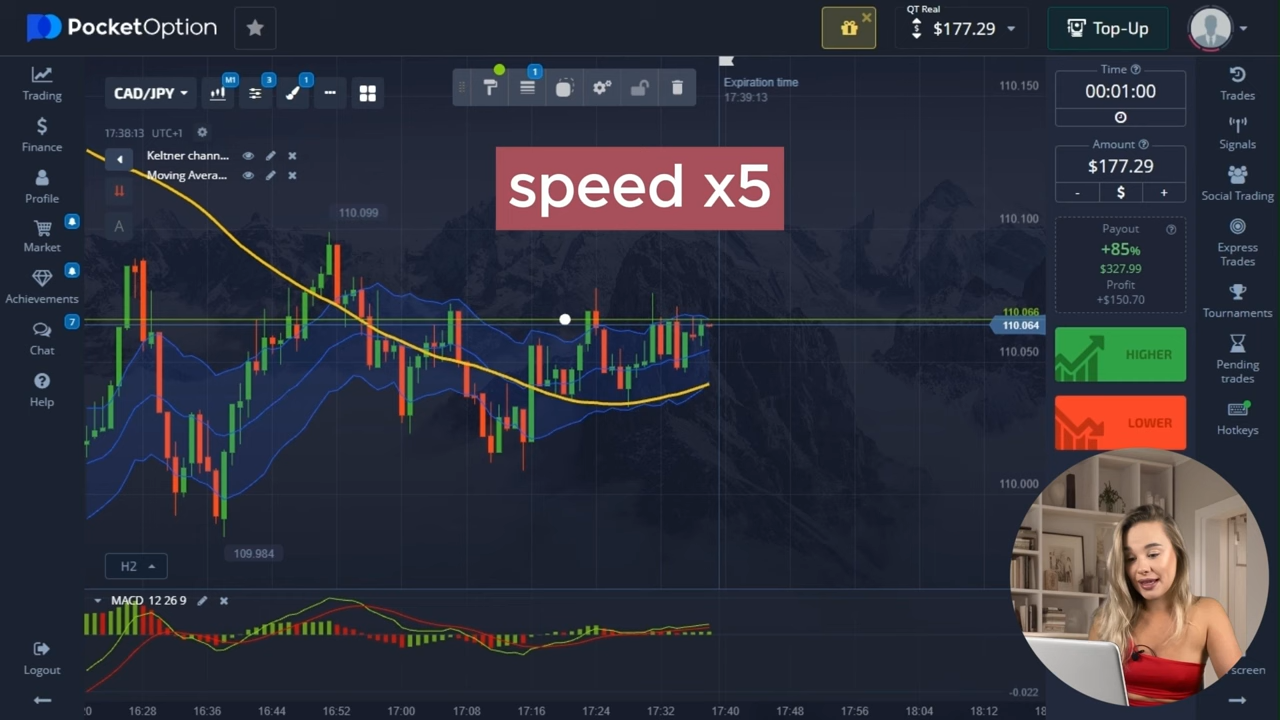 PocketOption
QT Real
$177.29
Top-Up
Trading
Finance
Profile
Market
Achievements
7
Chat
Help
Logout
CAD/JPY
M1
3
1
1
17:38:13 UTC+1
Keltner chann...
Moving Avera...
A
Expiration time
17:39:13
speed x5
110.099
109.984
H2
MACD 12 26 9
110.150
110.100
110.066
110.064
110.050
110.000
-0.022
16:28
16:36
16:44
16:52
17:00
17:08
17:16
17:24
17:32
17:40
17:48
17:56
18:04
18:12
Time
00:01:00
Amount
$177.29
- $ +
Payout
+85%
$327.99
Profit
+$150.70
HIGHER
LOWER
Trades
Signals
Social Trading
Express
Trades
Tournaments
Pending
trades
Hotkeys
screen